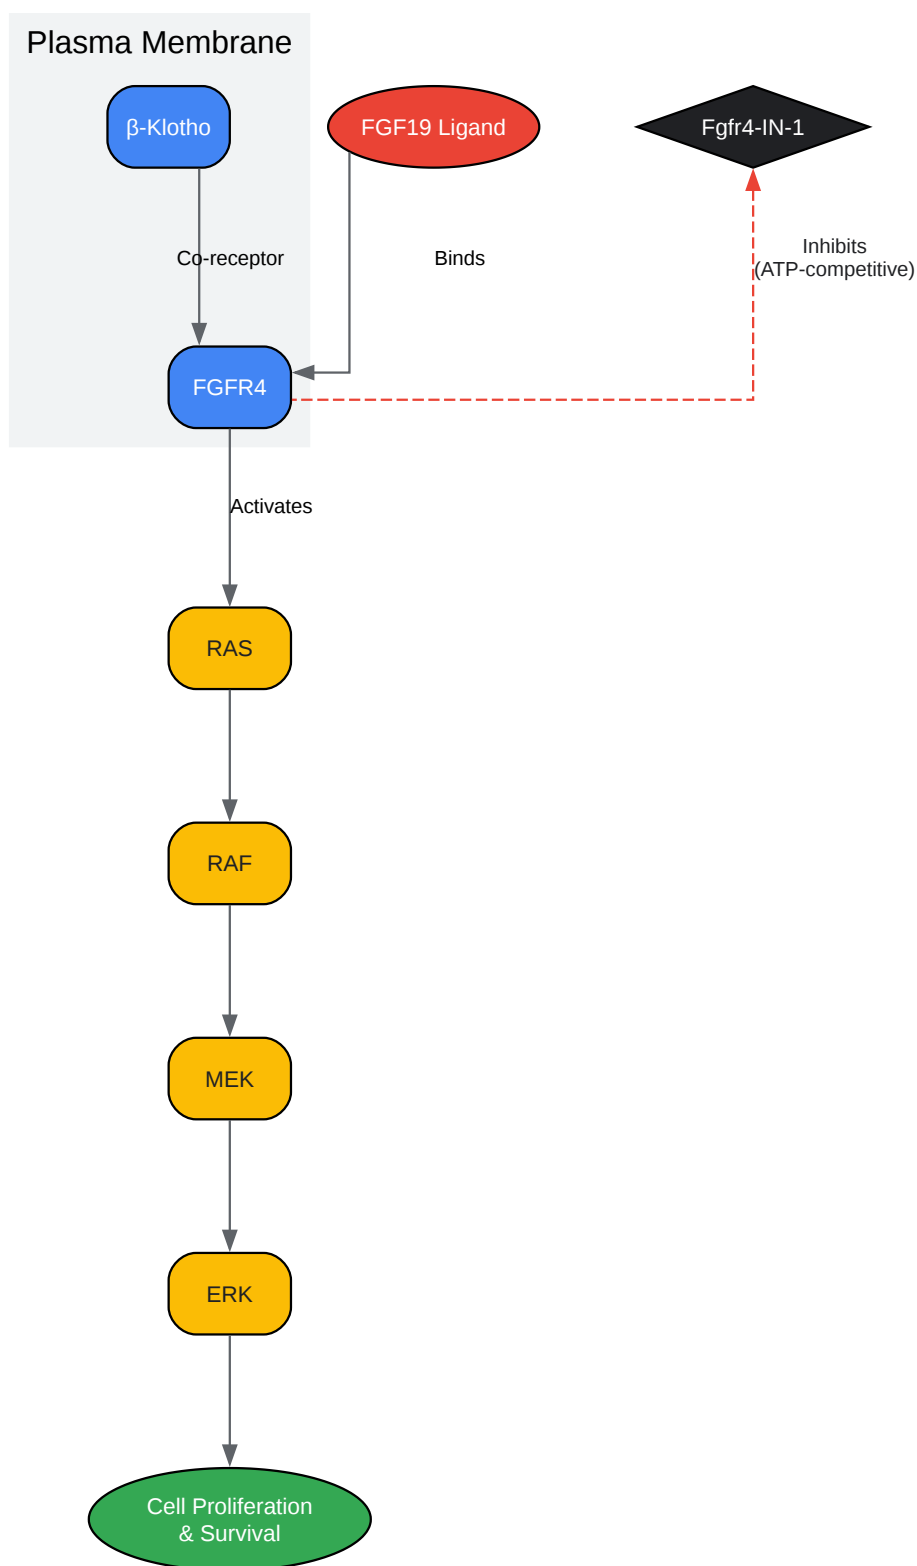 Plasma Membrane
β-Klotho
FGF19 Ligand
Fgfr4-IN-1
Co-receptor
Binds
Inhibits
(ATP-competitive)
FGFR4
Activates
RAS
RAF
MEK
ERK
Cell Proliferation
& Survival